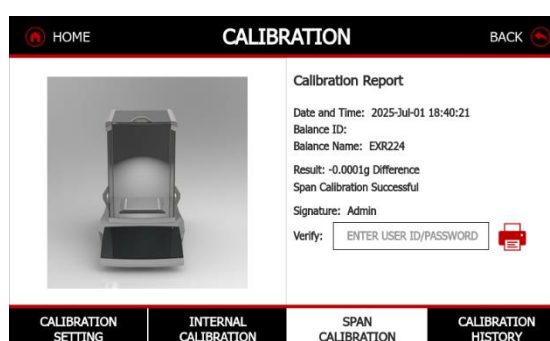 HOME
CALIBRATION
BACK
Calibration Report
Date and Time: 2025-Jul-01 18:40:21
Balance ID:
Balance Name: EXR224
Result: -0.0001g Difference
Span Calibration Successful
Signature: Admin
Verify: ENTER USER ID/PASSWORD
CALIBRATION
SETTING
INTERNAL
CALIBRATION
SPAN
CALIBRATION
CALIBRATION
HISTORY